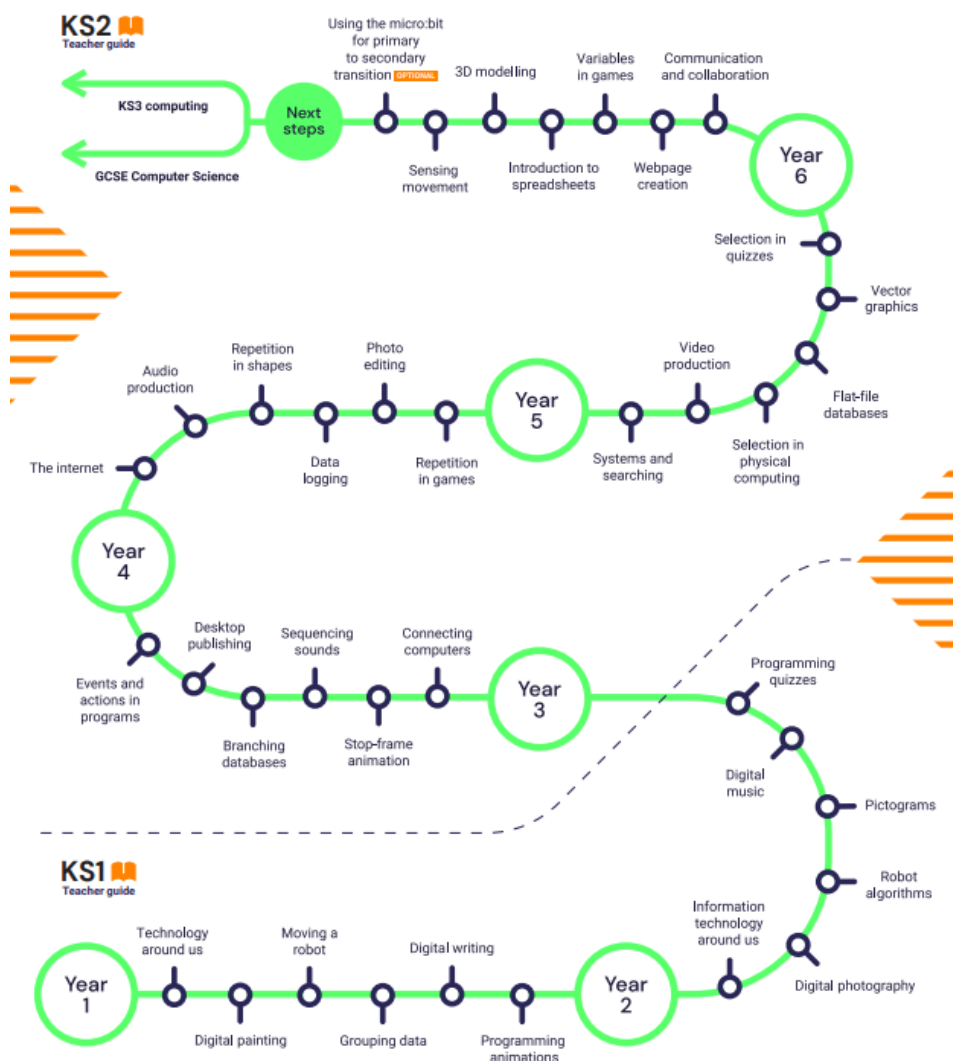 KS2
Teacher guide
Using the micro:bit
for primary
to secondary
transition OPTIONAL
3D modelling
Variables
in games
Communication
and collaboration
KS3 computing
GCSE Computer Science
Next
steps
Sensing
movement
Introduction to
spreadsheets
Webpage
creation
Year
6
Selection in
quizzes
Vector
graphics
Flat-file
databases
Selection in
physical
computing
Video
production
Systems and
searching
Year
5
Repetition
in games
Photo
editing
Data
logging
Repetition
in shapes
Audio
production
The internet
Year
4
Events and
actions in
programs
Desktop
publishing
Branching
databases
Sequencing
sounds
Stop-frame
animation
Connecting
computers
Year
3
Programming
quizzes
Digital
music
Pictograms
Robot
algorithms
Digital photography
Information
technology
around us
Year
2
KS1
Teacher guide
Year
1
Technology
around us
Digital painting
Moving a
robot
Grouping data
Digital writing
Programming
animations